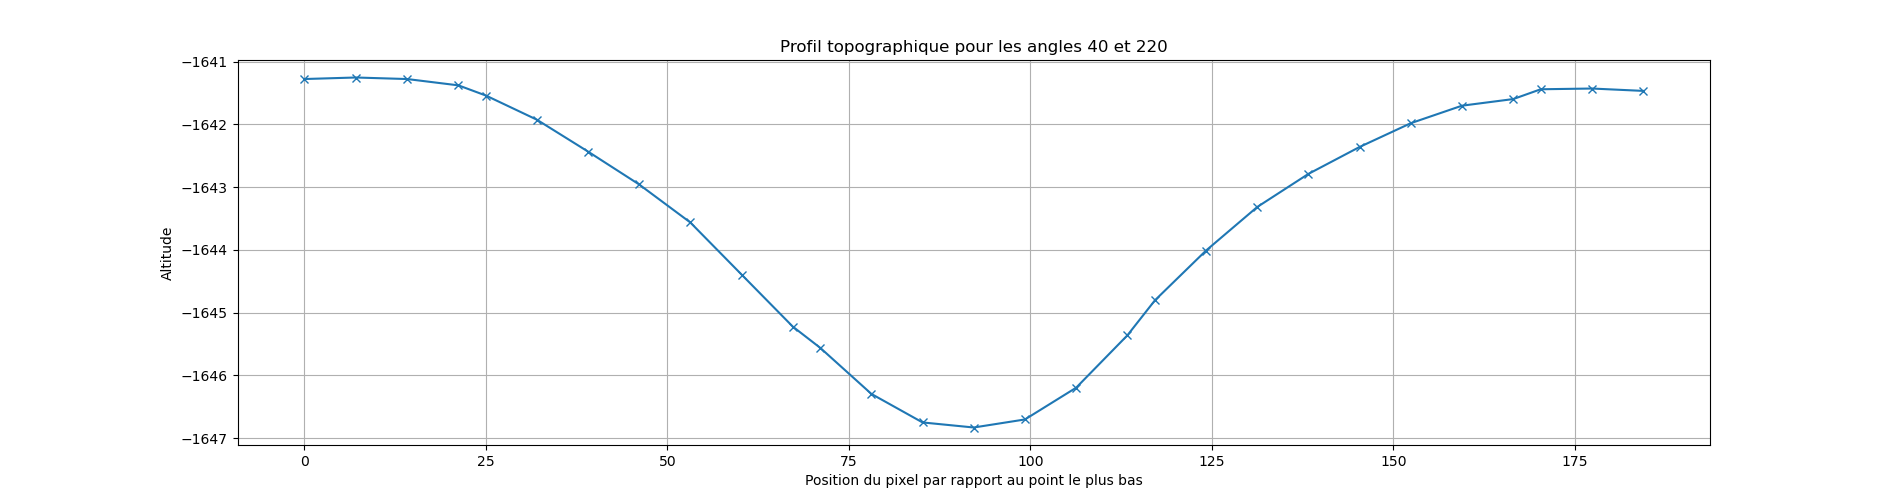 Profil topographique pour les angles 40 et 220
−1641
−1642
−1643
−1644
−1645
−1646
−1647
Altitude
0 25 50 75 100 125 150 175
Position du pixel par rapport au point le plus bas